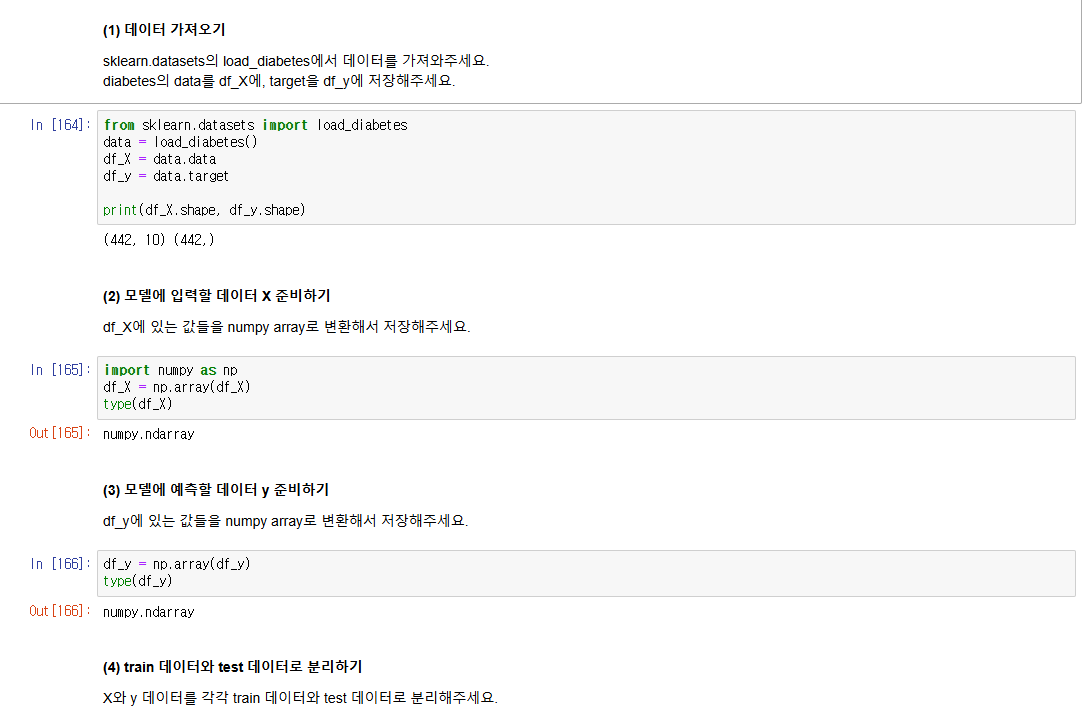 (1) 데이터 가져오기
sklearn.datasets의 load_diabetes에서 데이터를 가져와주세요.
diabetes의 data를 df_X에, target을 df_y에 저장해주세요.
In [164]:
from sklearn.datasets import load_diabetes
data = load_diabetes()
df_X = data.data
df_y = data.target
print(df_X.shape, df_y.shape)
(442, 10) (442,)
(2) 모델에 입력할 데이터 X 준비하기
df_X에 있는 값들을 numpy array로 변환해서 저장해주세요.
In [165]:
import numpy as np
df_X = np.array(df_X)
type(df_X)
Out[165]:
numpy.ndarray
(3) 모델에 예측할 데이터 y 준비하기
df_y에 있는 값들을 numpy array로 변환해서 저장해주세요.
In [166]:
df_y = np.array(df_y)
type(df_y)
Out[166]:
numpy.ndarray
(4) train 데이터와 test 데이터로 분리하기
X와 y 데이터를 각각 train 데이터와 test 데이터로 분리해주세요.